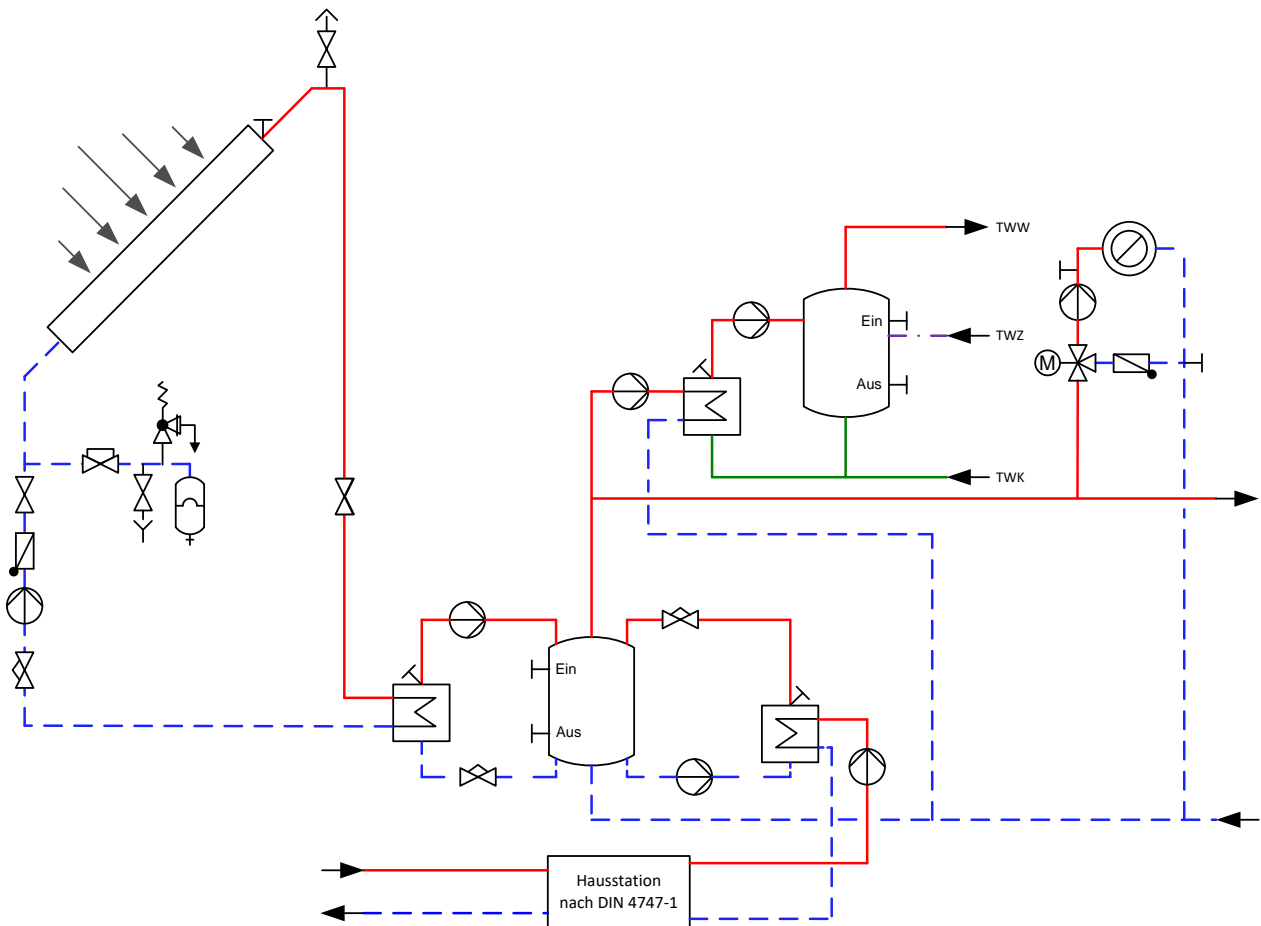 TWW
Ein
TWZ
M
Aus
TWK
Ein
Aus
Hausstation
nach DIN 4747-1